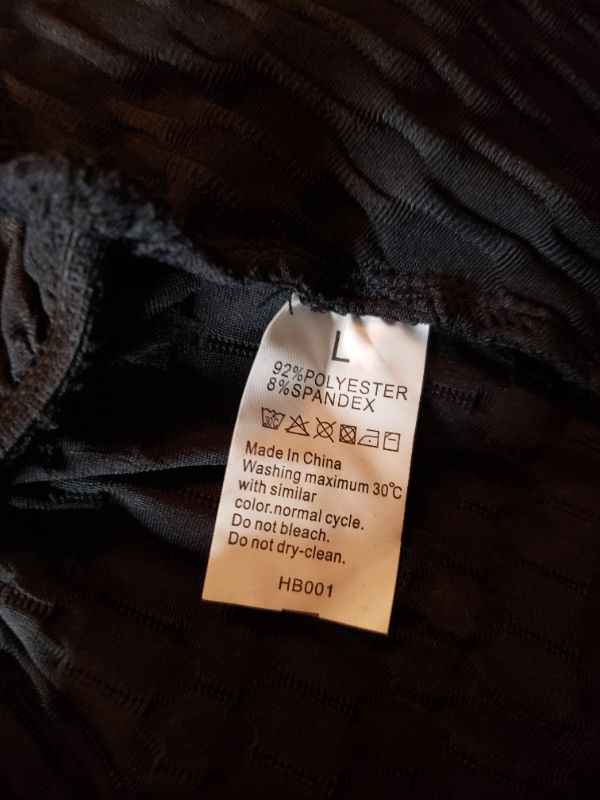 L
92%POLYESTER
8%SPANDEX
Made In China
Washing maximum 30℃
with similar
color.normal cycle.
Do not bleach.
Do not dry-clean.
HB001